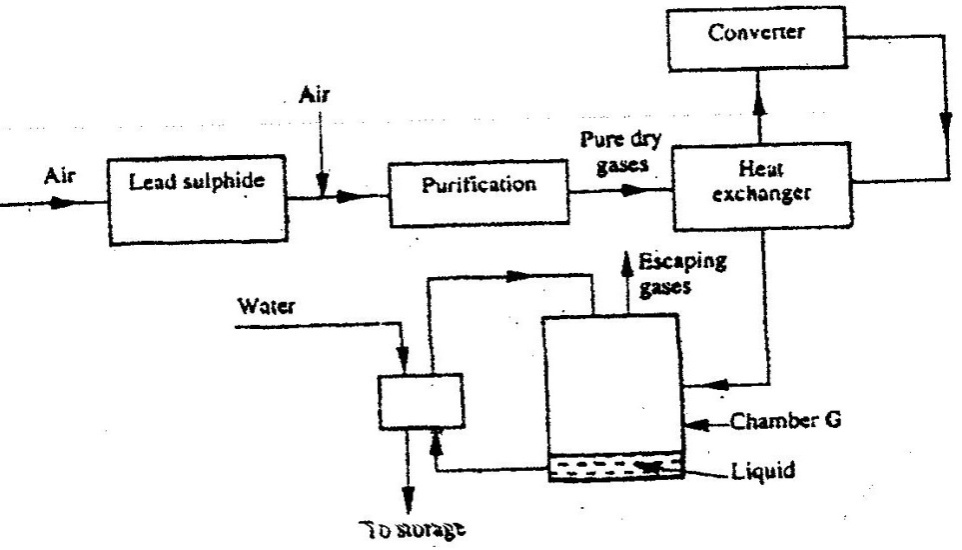 Converter
Air
Pure dry
gases
Air
Lead sulphide
Purification
Heat
exchanger
Escaping
gases
Water
Chamber G
Liquid
To storage